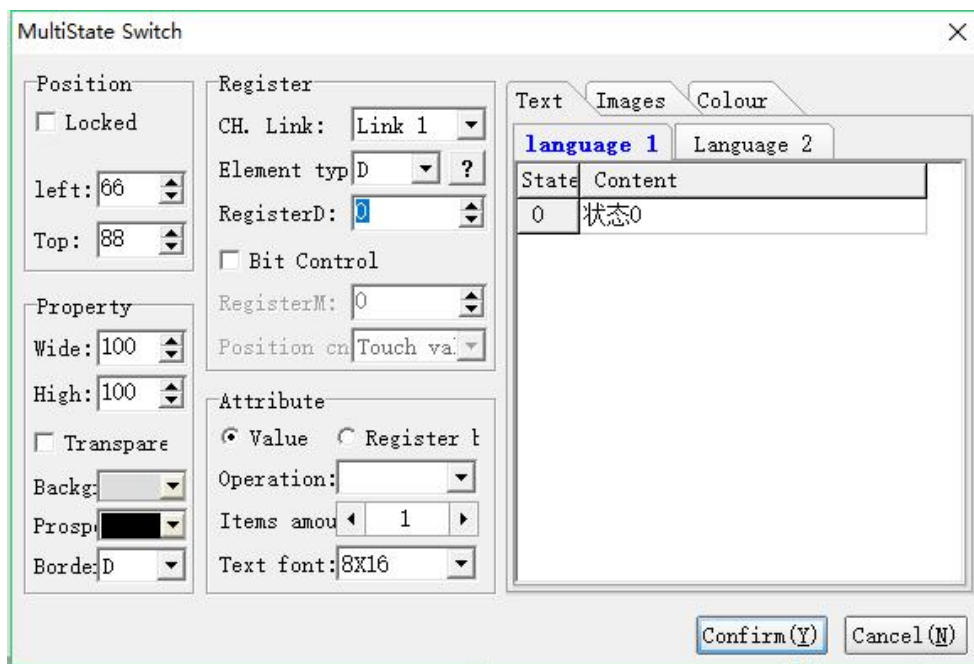 MultiState Switch
Position
Locked
left: 66
Top: 88
Property
Wide: 100
High: 100
Transpare
Backg:
Prosp
Borde: D
Register
CH. Link: Link 1
Element typ D ?
RegisterD: 0
Bit Control
RegisterM: 0
Position cn Touch va
Attribute
Value Register b
Operation:
Items amou 1
Text font: 8X16
Text Images Colour
language 1 Language 2
State Content
0 状态0
Confirm(Y) Cancel(N)